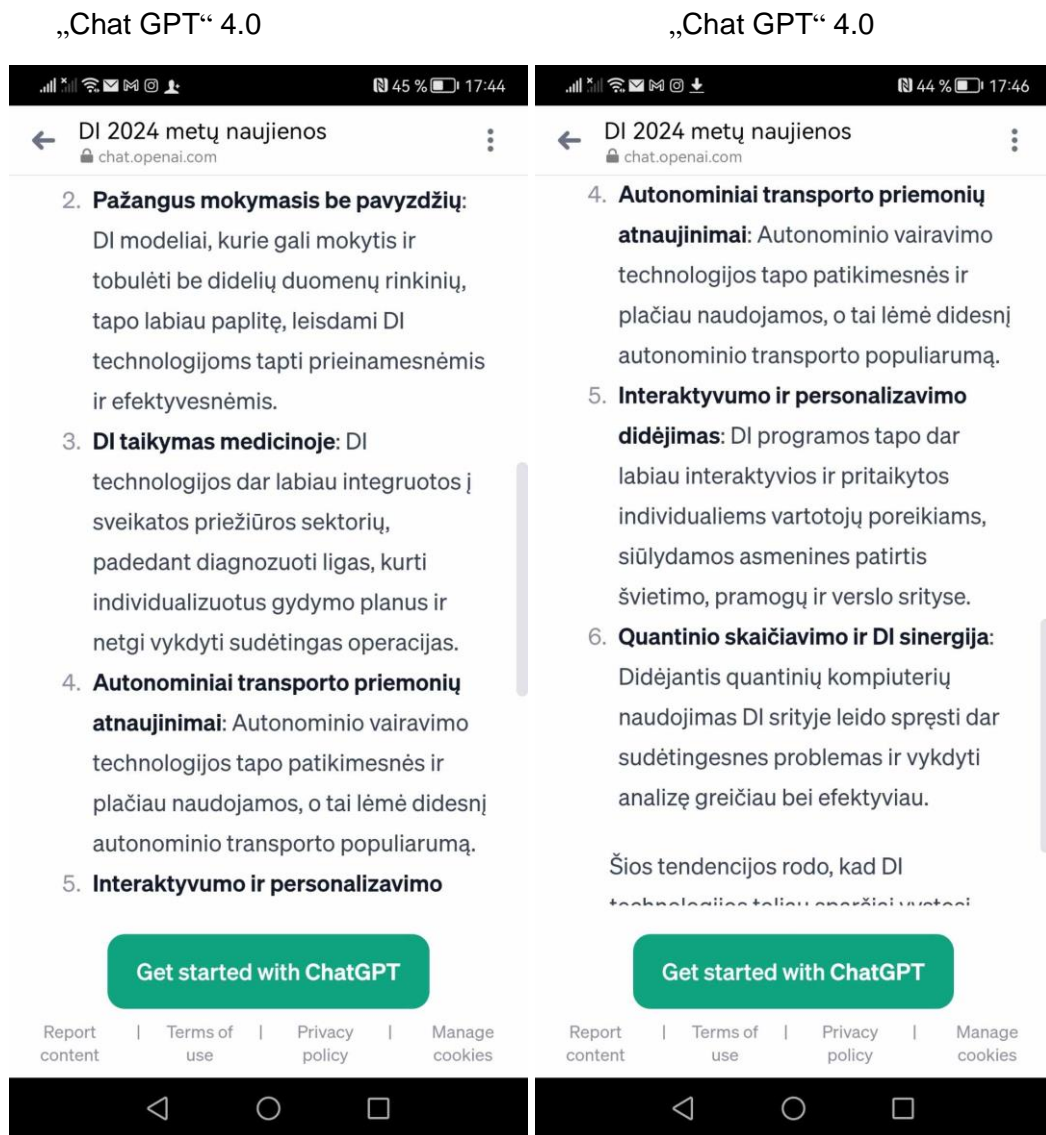 „Chat GPT“ 4.0
45 % 17:44
DI 2024 metų naujienos
chat.openai.com
2. Pažangus mokymasis be pavyzdžių:
DI modeliai, kurie gali mokytis ir
tobulėti be didelių duomenų rinkinių,
tapo labiau paplitę, leisdami DI
technologijoms tapti prieinamesnėmis
ir efektyvesnėmis.
3. DI taikymas medicinoje: DI
technologijos dar labiau integruotos į
sveikatos priežiūros sektorių,
padedant diagnozuoti ligas, kurti
individualizuotus gydymo planus ir
netgi vykdyti sudėtingas operacijas.
4. Autonominiai transporto priemonių
atnaujinimai: Autonominio vairavimo
technologijos tapo patikimesnės ir
plačiau naudojamos, o tai lėmė didesnį
autonominio transporto populiarumą.
5. Interaktyvumo ir personalizavimo
Get started with ChatGPT
Report | Terms of | Privacy | Manage
content use policy cookies
„Chat GPT“ 4.0
44 % 17:46
DI 2024 metų naujienos
chat.openai.com
4. Autonominiai transporto priemonių
atnaujinimai: Autonominio vairavimo
technologijos tapo patikimesnės ir
plačiau naudojamos, o tai lėmė didesnį
autonominio transporto populiarumą.
5. Interaktyvumo ir personalizavimo
didėjimas: DI programos tapo dar
labiau interaktyvios ir pritaikytos
individualiems vartotojų poreikiams,
siūlydamos asmenines patirtis
švietimo, pramogų ir verslo srityse.
6. Quantinio skaičiavimo ir DI sinergija:
Didėjantis quantinių kompiuterių
naudojimas DI srityje leido spręsti dar
sudėtingesnes problemas ir vykdyti
analizę greičiau bei efektyviau.
Šios tendencijos rodo, kad DI
Get started with ChatGPT
Report | Terms of | Privacy | Manage
content use policy cookies